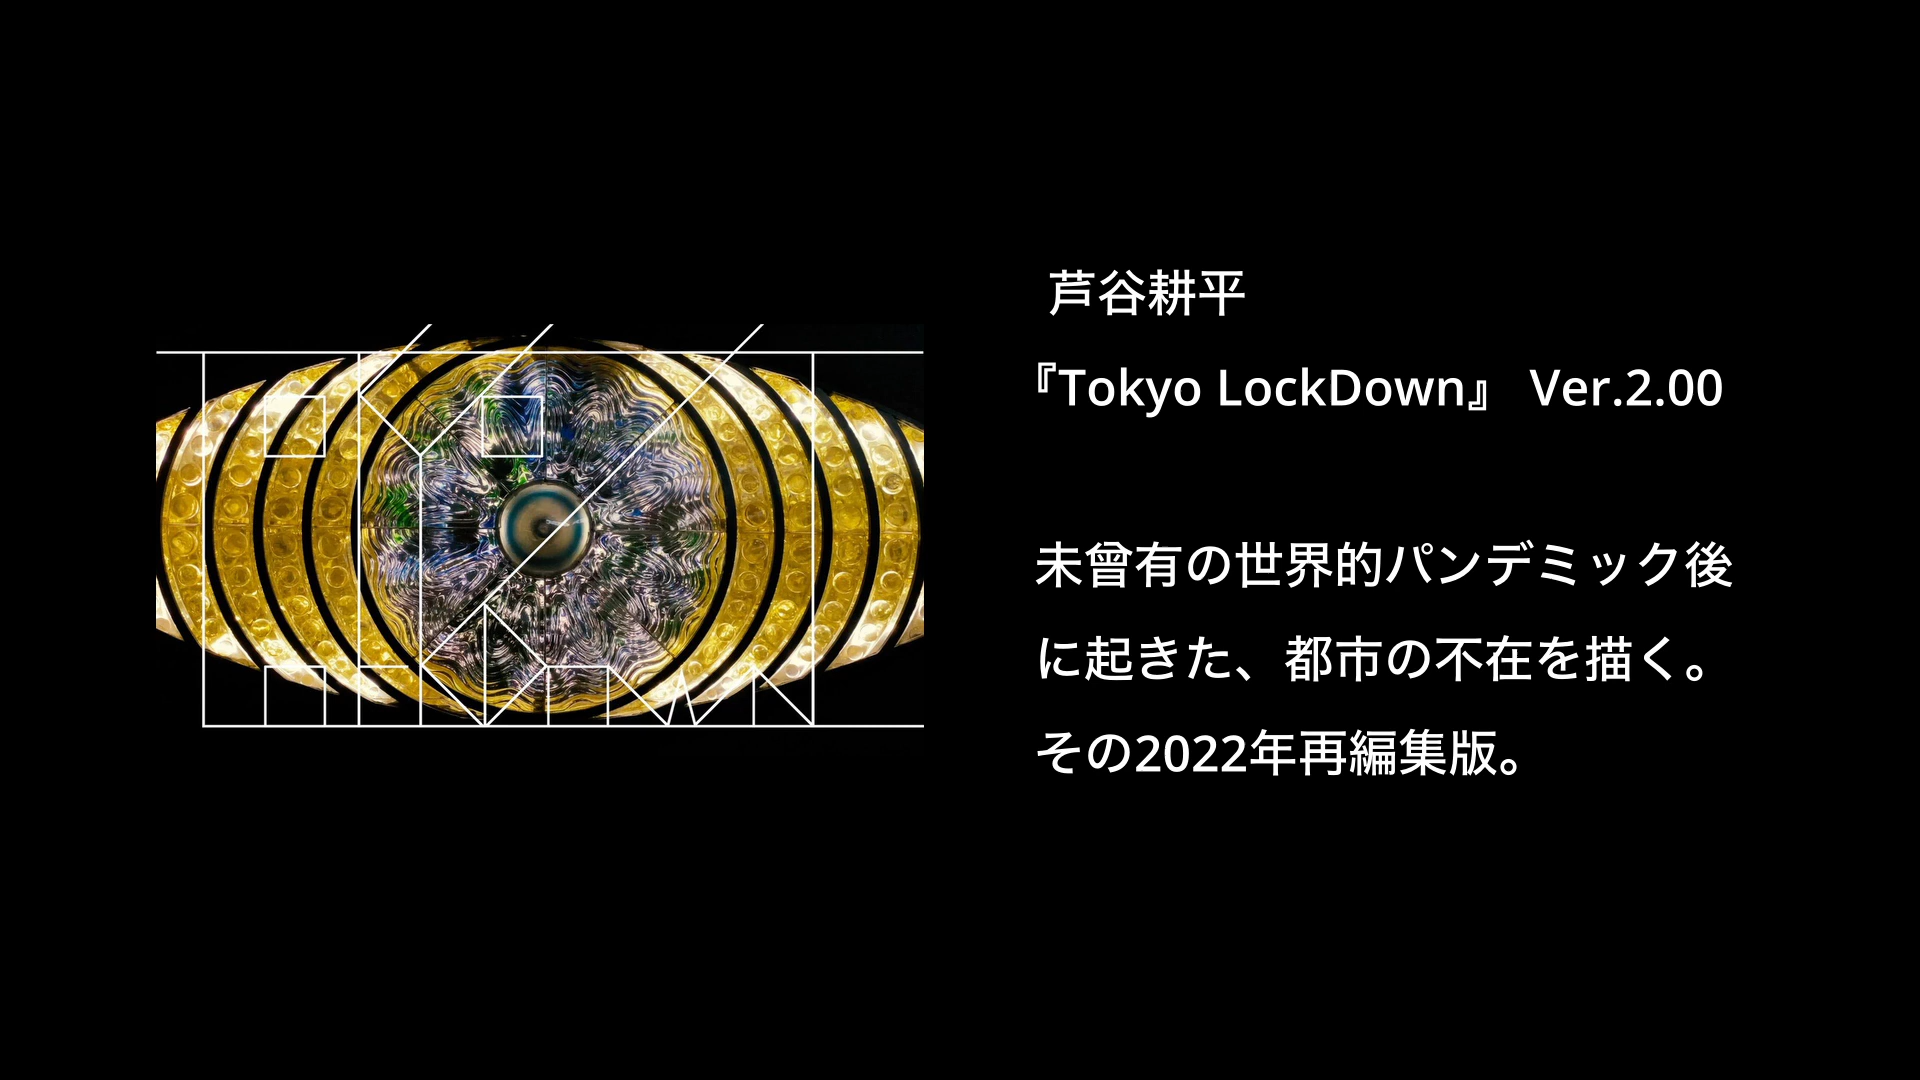 芦谷耕平
『Tokyo LockDown』 Ver.2.00
未曾有の世界的パンデミック後
に起きた、都市の不在を描く。
その2022年再編集版。